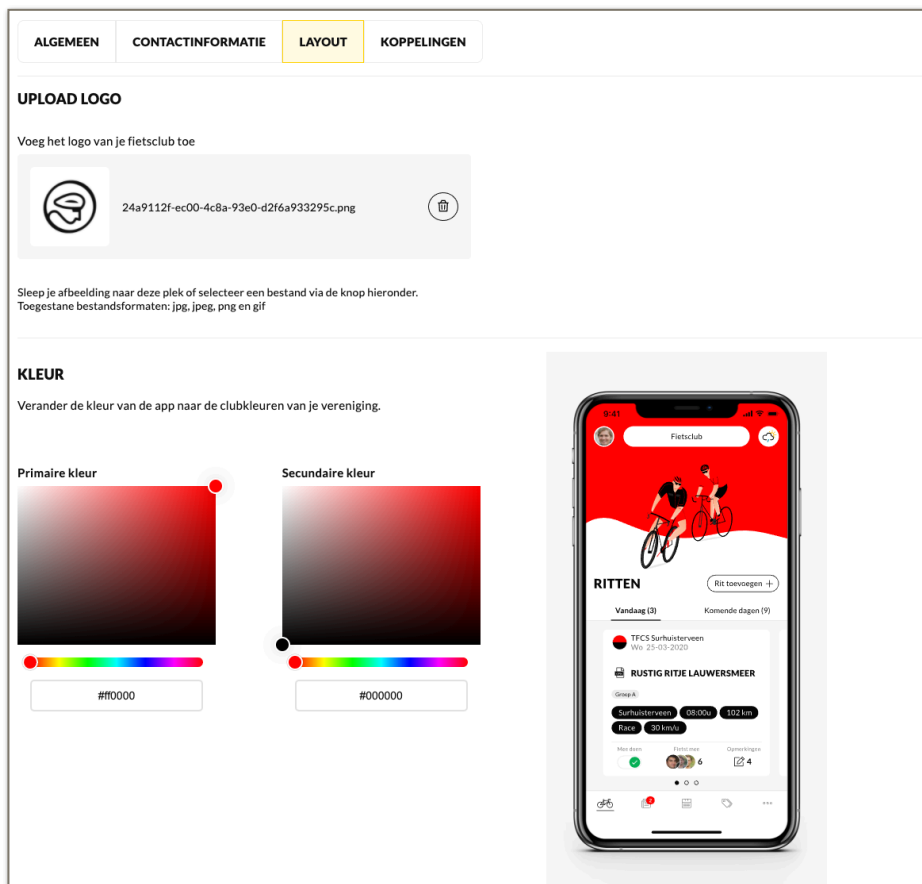 ALGEMEEN CONTACTINFORMATIE LAYOUT KOPPELINGEN
UPLOAD LOGO
Voeg het logo van je fietsclub toe
24a9112f-ec00-4c8a-93e0-d2f6a933295c.png
Sleep je afbeelding naar deze plek of selecteer een bestand via de knop hieronder.
Toegestane bestandsformaten: jpg, jpeg, png en gif
KLEUR
Verander de kleur van de app naar de clubkleuren van je vereniging.
Primaire kleur
#ff0000
Secundaire kleur
#000000
9:41
Fietsclub
RITTEN
Rit toevoegen +
Vandaag (3) Komende dagen (9)
TFCS Surhuisterveen
Wo 25-03-2020
RUSTIG RITJE LAUWERSMEER
Groep A
Surhuisterveen 08:00u 102 km
Race 30 km/u
Mee doen Fietst mee Opmerkingen
6 4
2